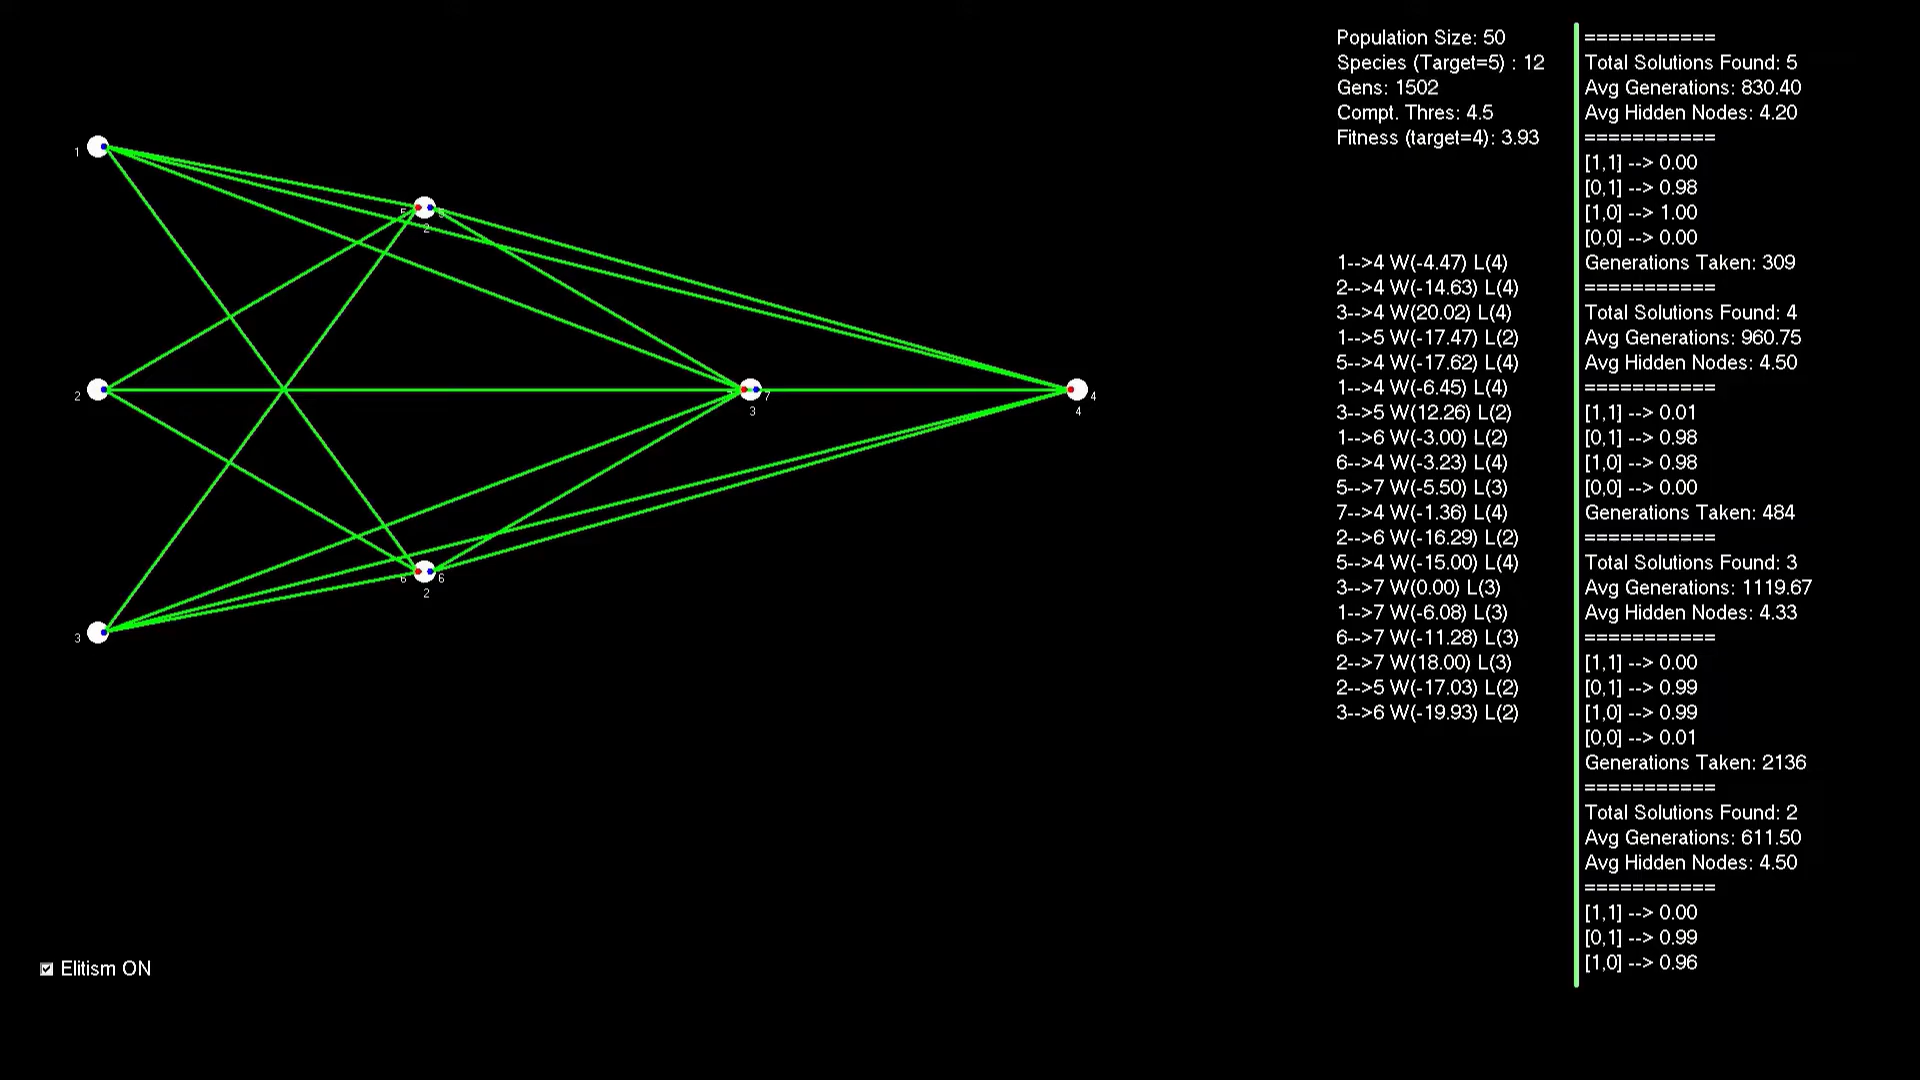 Population Size: 50
Species (Target=5) : 12
Gens: 1502
Compt. Thres: 4.5
Fitness (target=4): 3.93
1-->4 W(-4.47) L(4)
2-->4 W(-14.63) L(4)
3-->4 W(20.02) L(4)
1-->5 W(-17.47) L(2)
5-->4 W(-17.62) L(4)
1-->4 W(-6.45) L(4)
3-->5 W(12.26) L(2)
1-->6 W(-3.00) L(2)
6-->4 W(-3.23) L(4)
5-->7 W(-5.50) L(3)
7-->4 W(-1.36) L(4)
2-->6 W(-16.29) L(2)
5-->4 W(-15.00) L(4)
3-->7 W(0.00) L(3)
1-->7 W(-6.08) L(3)
6-->7 W(-11.28) L(3)
2-->7 W(18.00) L(3)
2-->5 W(-17.03) L(2)
3-->6 W(-19.93) L(2)
===========
Total Solutions Found: 5
Avg Generations: 830.40
Avg Hidden Nodes: 4.20
===========
[1,1] --> 0.00
[0,1] --> 0.98
[1,0] --> 1.00
[0,0] --> 0.00
Generations Taken: 309
===========
Total Solutions Found: 4
Avg Generations: 960.75
Avg Hidden Nodes: 4.50
===========
[1,1] --> 0.01
[0,1] --> 0.98
[1,0] --> 0.98
[0,0] --> 0.00
Generations Taken: 484
===========
Total Solutions Found: 3
Avg Generations: 1119.67
Avg Hidden Nodes: 4.33
===========
[1,1] --> 0.00
[0,1] --> 0.99
[1,0] --> 0.99
[0,0] --> 0.01
Generations Taken: 2136
===========
Total Solutions Found: 2
Avg Generations: 611.50
Avg Hidden Nodes: 4.50
===========
[1,1] --> 0.00
[0,1] --> 0.99
[1,0] --> 0.96
1
5
2
2
7
3
4
4
6 6
2
3
Elitism ON